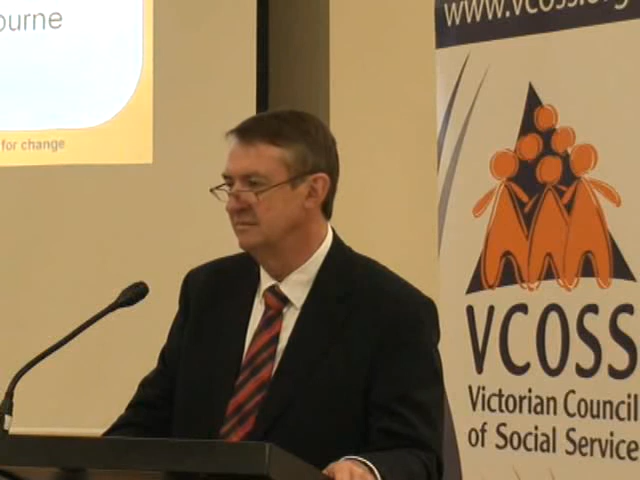 ourne
for change
www.vcoss.org
VCOSS
Victorian Council
of Social Service